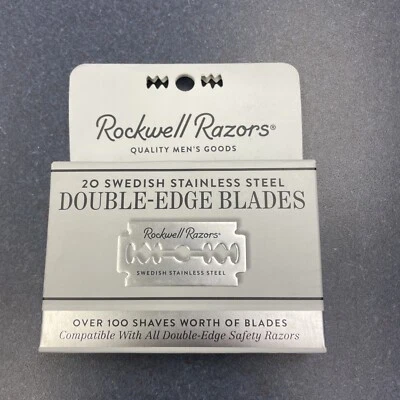 Rockwell Razors®
QUALITY MEN'S GOODS
20 SWEDISH STAINLESS STEEL
DOUBLE-EDGE BLADES
Rockwell Razors®
SWEDISH STAINLESS STEEL
OVER 100 SHAVES WORTH OF BLADES
Compatible With All Double-Edge Safety Razors